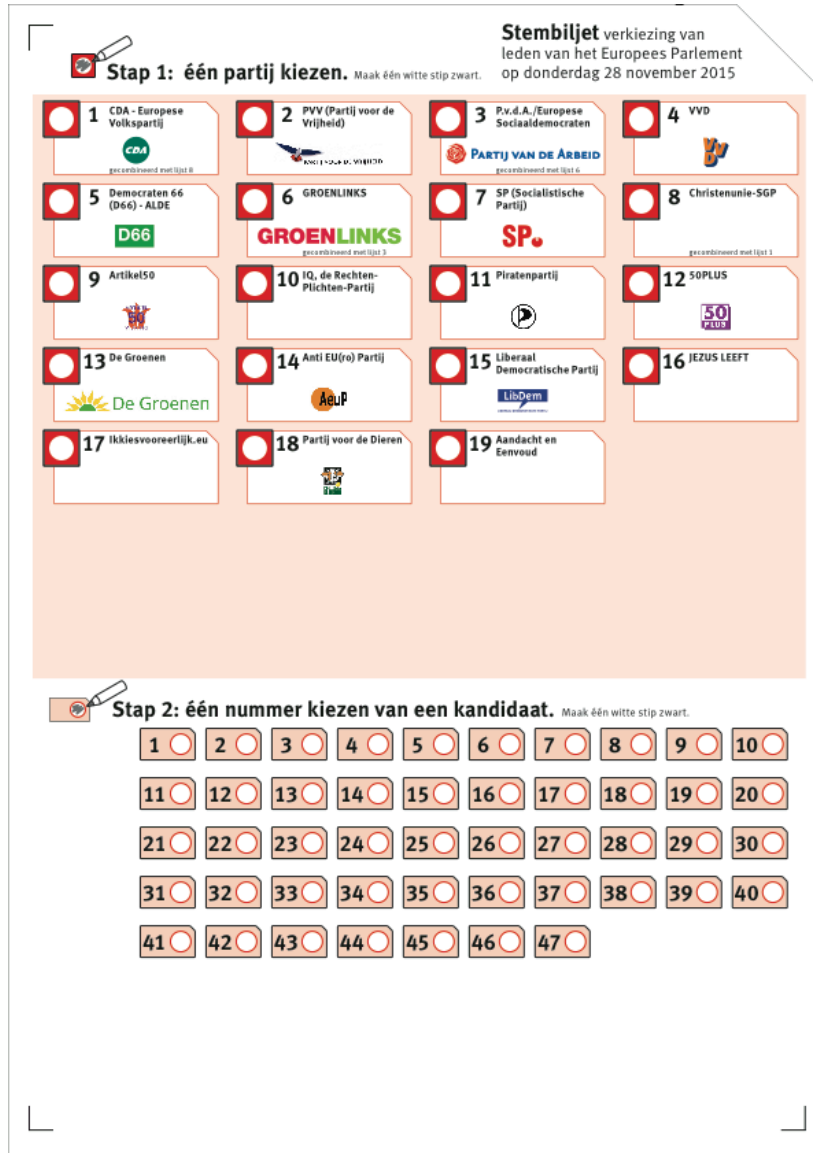 Stembiljet verkiezing van
leden van het Europees Parlement
op donderdag 28 november 2015
Stap 1: één partij kiezen. Maak één witte stip zwart.
1 CDA - Europese
Volkspartij
CDA
gecombineerd met lijst 8
2 PVV (Partij voor de
Vrijheid)
PARTIJ VOOR DE VRIJHEID
3 P.v.d.A./Europese
Sociaaldemocraten
PARTIJ VAN DE ARBEID
gecombineerd met lijst 6
4 VVD
VVD
5 Democraten 66
(D66) - ALDE
D66
6 GROENLINKS
GROENLINKS
gecombineerd met lijst 3
7 SP (Socialistische
Partij)
SP.
8 Christenunie-SGP
gecombineerd met lijst 1
9 Artikel50
50
10 IQ, de Rechten-
Plichten-Partij
11 Piratenpartij
12 50PLUS
50
PLUS
13 De Groenen
De Groenen
14 Anti EU(ro) Partij
AeuP
15 Liberaal
Democratische Partij
LibDem
16 JEZUS LEEFT
17 Ikkiesvooreerlijk.eu
18 Partij voor de Dieren
19 Aandacht en
Eenvoud
Stap 2: één nummer kiezen van een kandidaat. Maak één witte stip zwart.
1 2 3 4 5 6 7 8 9 10
11 12 13 14 15 16 17 18 19 20
21 22 23 24 25 26 27 28 29 30
31 32 33 34 35 36 37 38 39 40
41 42 43 44 45 46 47